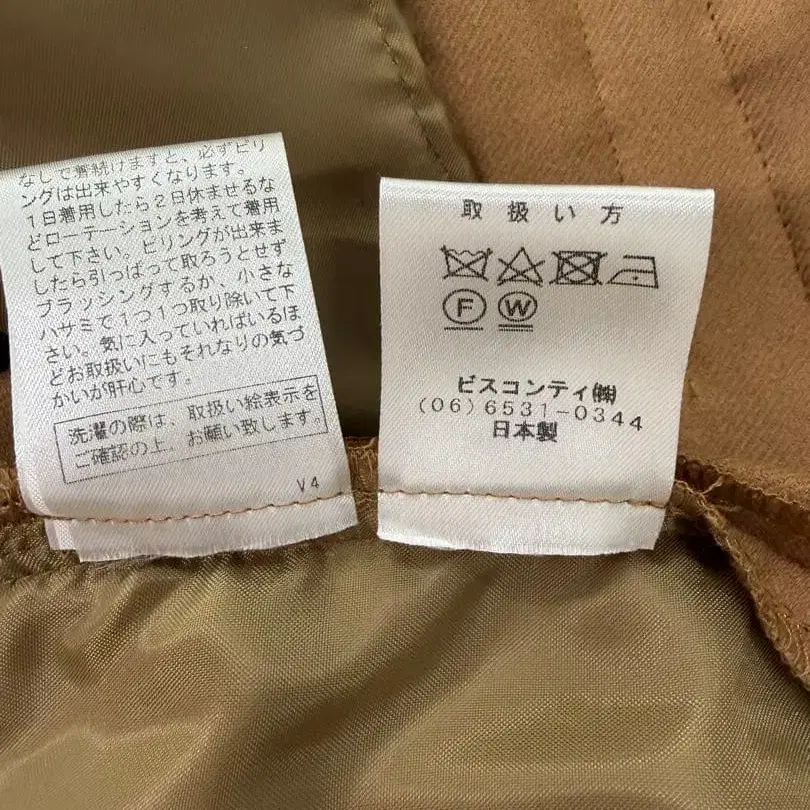 なしで着続けますと、必ずピリ
ングは出来やすくなります。
1日着用したら2日休ませるな
どローテーションを考えて着用
して下さい。ピリングが出来ま
したら引っぱって取ろうとせず
ブラッシングするか、小さな
ハサミで1つ1つ取り除いて下
さい。気に入っていればいるほ
どお取扱いにもそれなりの気づ
かいが肝心です。
洗濯の際は、取扱い絵表示を
ご確認の上。お願い致します。
V4
取扱い方
F W
ビスコンティ㈱
(06)6531-0344
日本製